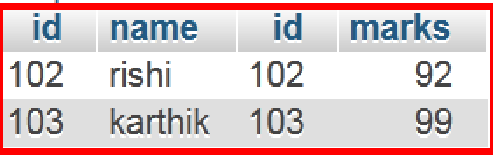 id name id marks
102 rishi 102 92
103 karthik 103 99